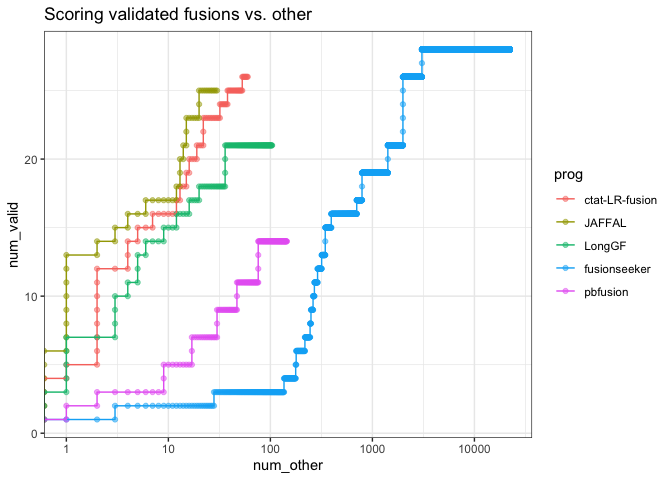 Scoring validated fusions vs. other
num_valid
20
10
0
1
10
100
1000
10000
num_other
prog
ctat-LR-fusion
JAFFAL
LongGF
fusionseeker
pbfusion